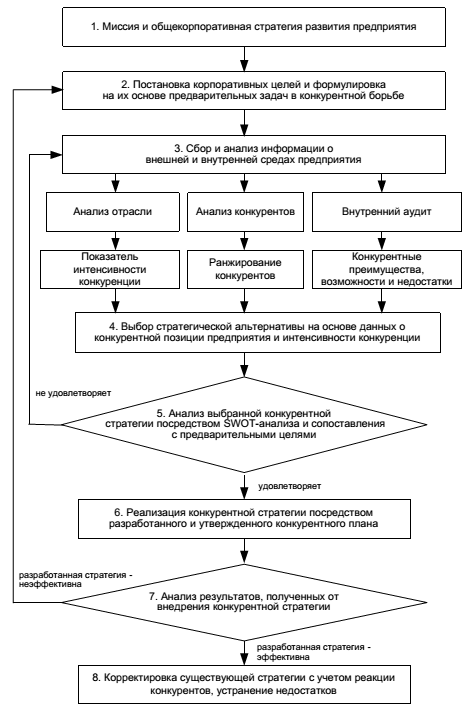 1. Миссия и общекорпоративная стратегия развития предприятия
2. Постановка корпоративных целей и формулировка
на их основе предварительных задач в конкурентной борьбе
3. Сбор и анализ информации о
внешней и внутренней средах предприятия
Анализ отрасли
Анализ конкурентов
Внутренний аудит
Показатель
интенсивности
конкуренции
Ранжирование
конкурентов
Конкурентные
преимущества,
возможности и недостатки
4. Выбор стратегической альтернативы на основе данных о
конкурентной позиции предприятия и интенсивности конкуренции
не удовлетворяет
5. Анализ выбранной конкурентной
стратегии посредством SWOT-анализа и сопоставления
с предварительными целями
удовлетворяет
6. Реализация конкурентной стратегии посредством
разработанного и утвержденного конкурентного плана
разработанная стратегия -
неэффективна
7. Анализ результатов, полученных от
внедрения конкурентной стратегии
разработанная стратегия -
эффективна
8. Корректировка существующей стратегии с учетом реакции
конкурентов, устранение недостатков